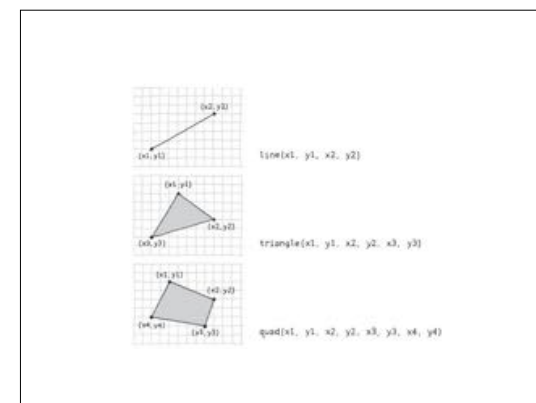 (x2,y2)
(x1,y1)
line(x1, y1, x2, y2)
(x1,y1)
(x2,y2)
(x3,y3)
triangle(x1, y1, x2, y2, x3, y3)
(x1,y1)
(x2,y2)
(x4,y4)
(x3,y3)
quad(x1, y1, x2, y2, x3, y3, x4, y4)